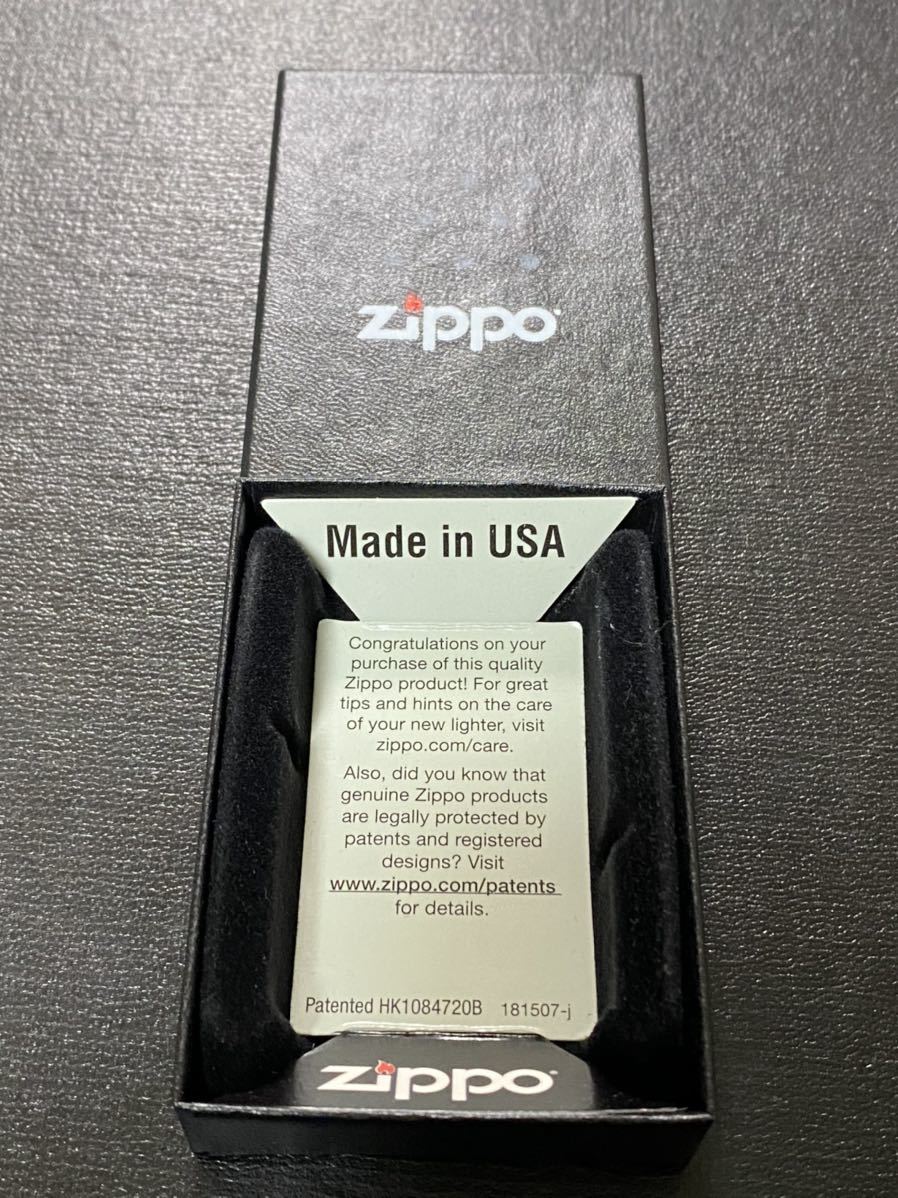 zippo
Made in USA
Congratulations on your
purchase of this quality
Zippo product! For great
tips and hints on the care
of your new lighter, visit
zippo.com/care.
Also, did you know that
genuine Zippo products
are legally protected by
patents and registered
designs? Visit
www.zippo.com/patents
for details.
Patented HK1084720B 181507-j
zippo